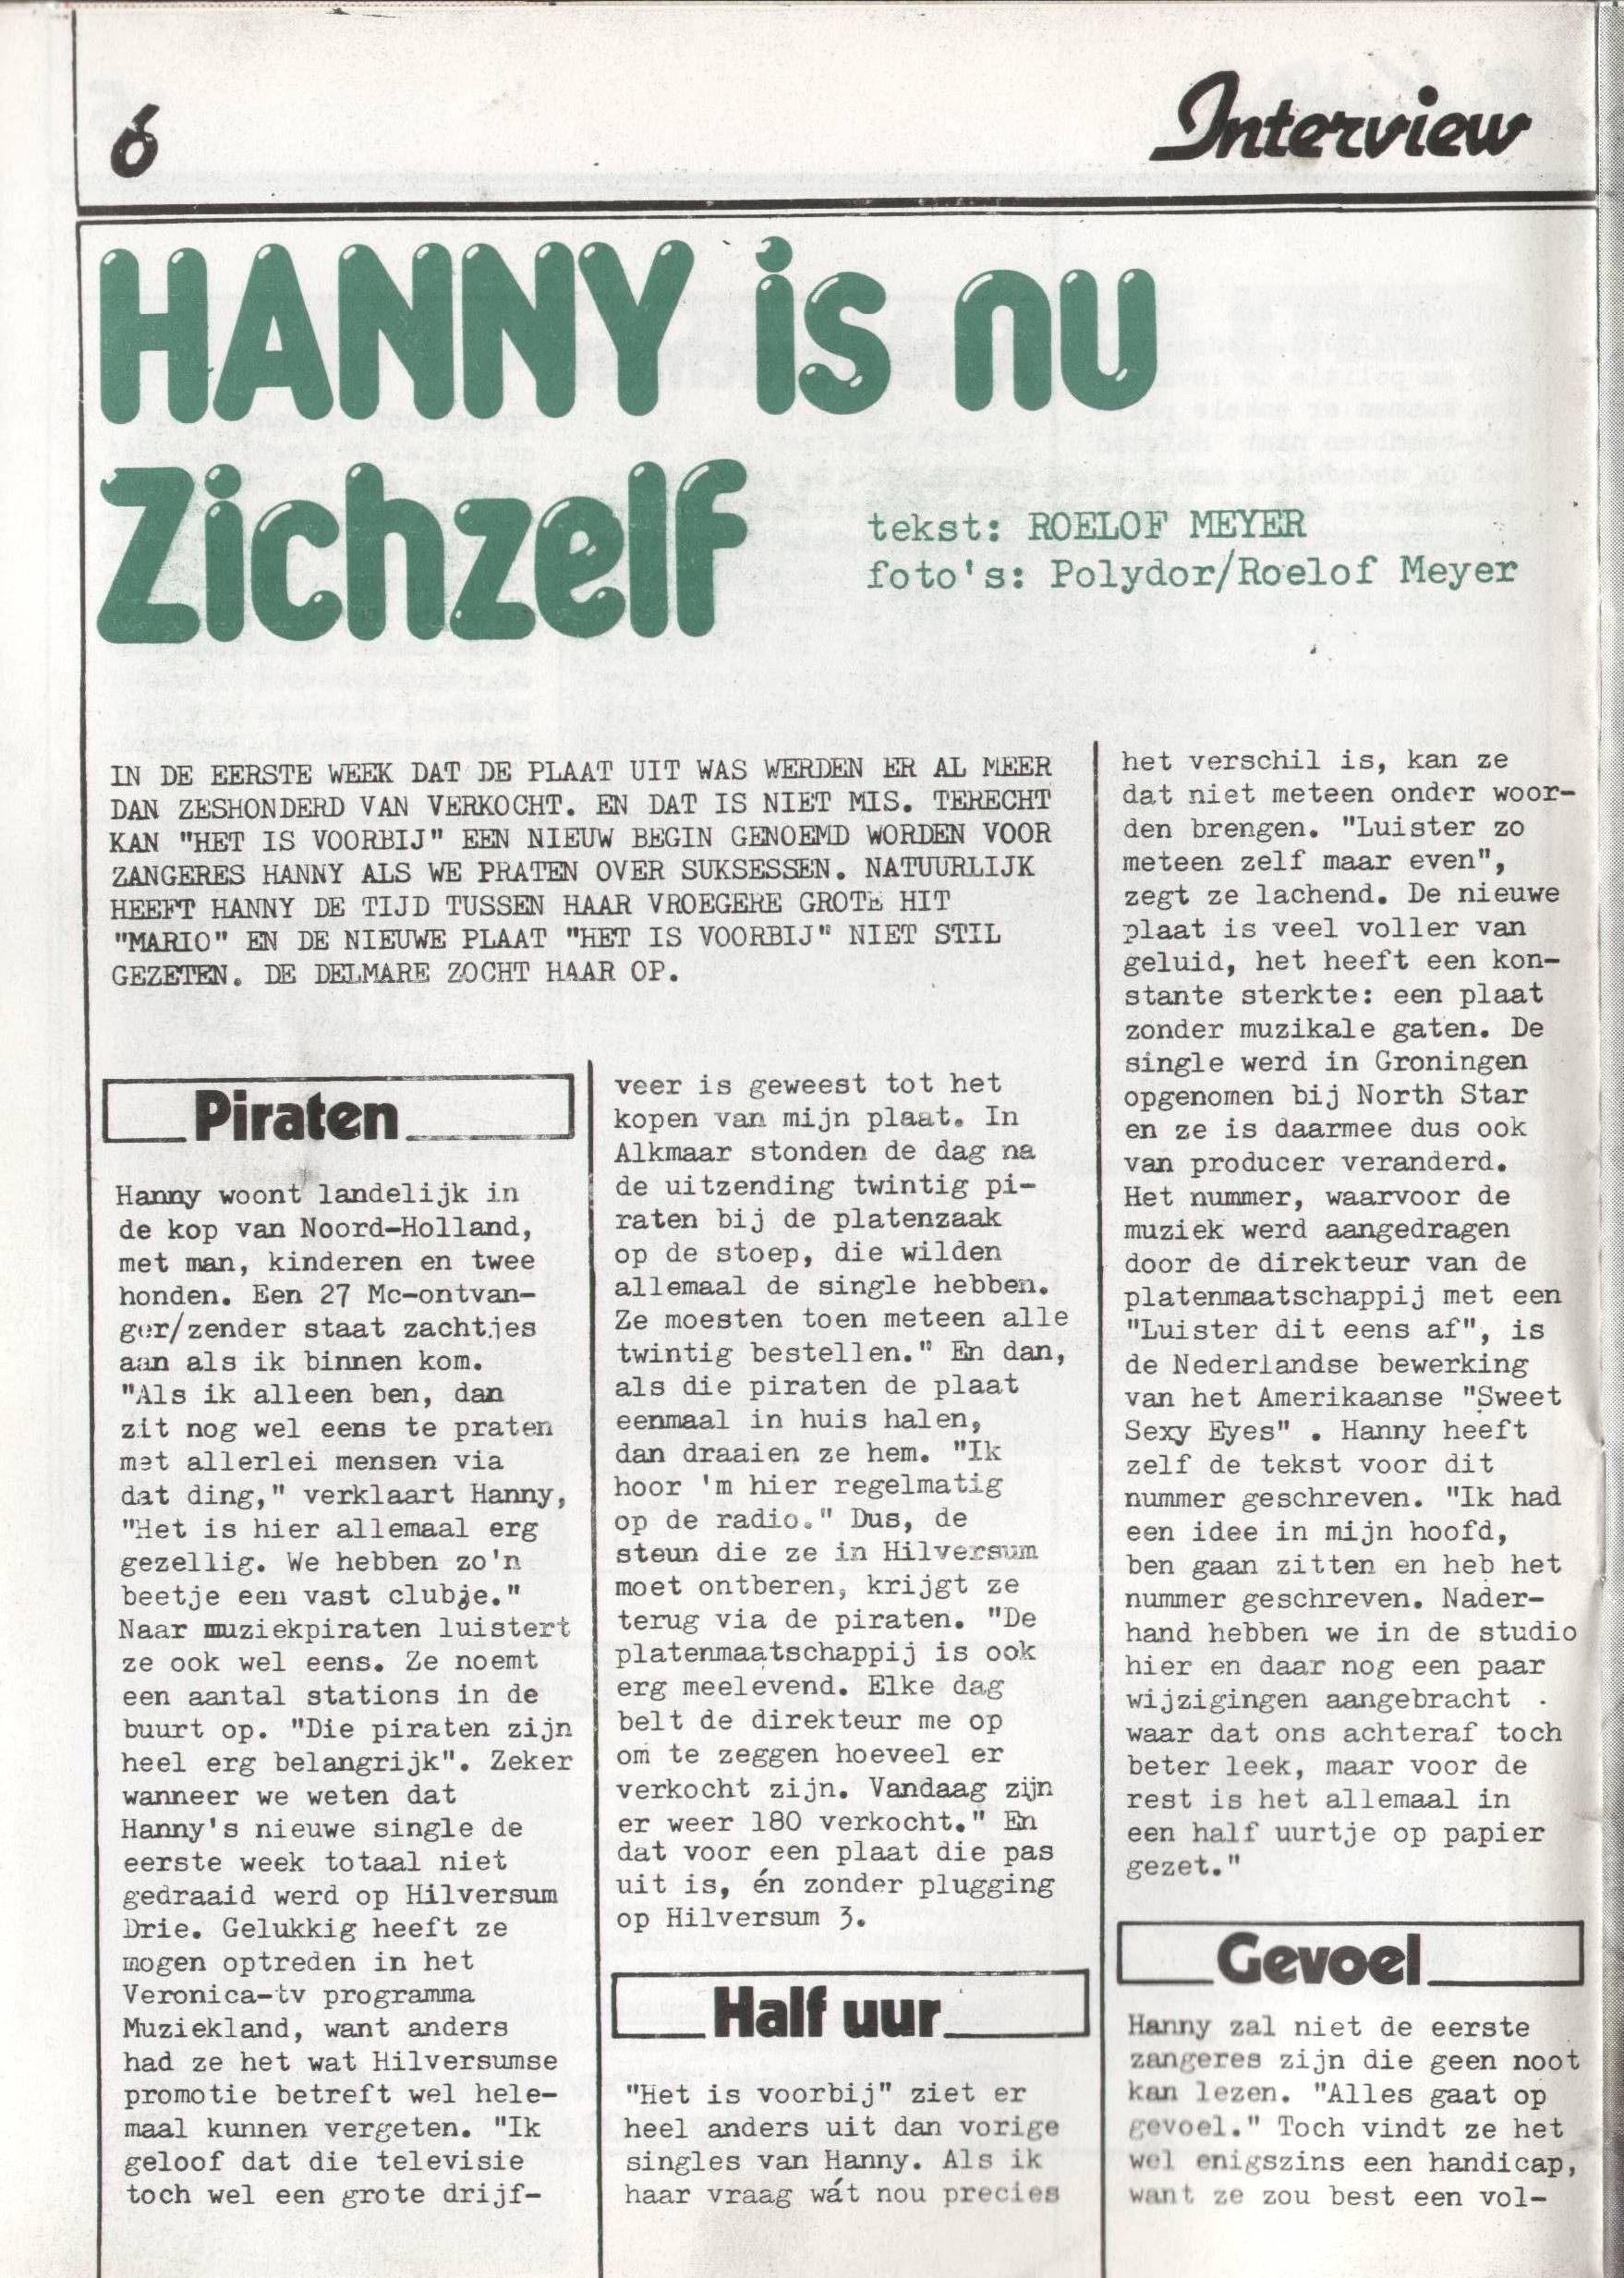 6
Interview
HANNY is nu
Zichzelf
tekst: ROELOF MEYER
foto's: Polydor/Roelof Meyer
IN DE EERSTE WEEK DAT DE PLAAT UIT WAS WERDEN ER AL MEER
DAN ZESHONDERD VAN VERKOCHT. EN DAT IS NIET MIS. TERECHT
KAN "HET IS VOORBIJ" EEN NIEUW BEGIN GENOEMD WORDEN VOOR
ZANGERES HANNY ALS WE PRATEN OVER SUKSESSEN. NATUURLIJK
HEEFT HANNY DE TIJD TUSSEN HAAR VROEGERE GROTE HIT
"MARIO" EN DE NIEUWE PLAAT "HET IS VOORBIJ" NIET STIL
GEZETEN. DE DELMARE ZOCHT HAAR OP.
Piraten
Hanny woont landelijk in
de kop van Noord-Holland,
met man, kinderen en twee
honden. Een 27 Mc-ontvan-
ger/zender staat zachtjes
aan als ik binnen kom.
"Als ik alleen ben, dan
zit nog wel eens te praten
met allerlei mensen via
dat ding," verklaart Hanny,
"Het is hier allemaal erg
gezellig. We hebben zo'n
beetje een vast clubje."
Naar muziekpiraten luistert
ze ook wel eens. Ze noemt
een aantal stations in de
buurt op. "Die piraten zijn
heel erg belangrijk". Zeker
wanneer we weten dat
Hanny's nieuwe single de
eerste week totaal niet
gedraaid werd op Hilversum
Drie. Gelukkig heeft ze
mogen optreden in het
Veronica-tv programma
Muziekland, want anders
had ze het wat Hilversumse
promotie betreft wel hele-
maal kunnen vergeten. "Ik
geloof dat die televisie
toch wel een grote drijf-
veer is geweest tot het
kopen van mijn plaat. In
Alkmaar stonden de dag na
de uitzending twintig pi-
raten bij de platenzaak
op de stoep, die wilden
allemaal de single hebben.
Ze moesten toen meteen alle
twintig bestellen." En dan,
als die piraten de plaat
eenmaal in huis halen,
dan draaien ze hem. "Ik
hoor 'm hier regelmatig
op de radio." Dus, de
steun die ze in Hilversum
moet ontberen, krijgt ze
terug via de piraten. "De
platenmaatschappij is ook
erg meelevend. Elke dag
belt de direkteur me op
om te zeggen hoeveel er
verkocht zijn. Vandaag zijn
er weer 180 verkocht." En
dat voor een plaat die pas
uit is, én zonder plugging
op Hilversum 3.
Half uur
"Het is voorbij" ziet er
heel anders uit dan vorige
singles van Hanny. Als ik
haar vraag wát nou precies
het verschil is, kan ze
dat niet meteen onder woor-
den brengen. "Luister zo
meteen zelf maar even",
zegt ze lachend. De nieuwe
plaat is veel voller van
geluid, het heeft een kon-
stante sterkte: een plaat
zonder muzikale gaten. De
single werd in Groningen
opgenomen bij North Star
en ze is daarmee dus ook
van producer veranderd.
Het nummer, waarvoor de
muziek werd aangedragen
door de direkteur van de
platenmaatschappij met een
"Luister dit eens af", is
de Nederlandse bewerking
van het Amerikaanse "Sweet
Sexy Eyes" . Hanny heeft
zelf de tekst voor dit
nummer geschreven. "Ik had
een idee in mijn hoofd,
ben gaan zitten en heb het
nummer geschreven. Nader-
hand hebben we in de studio
hier en daar nog een paar
wijzigingen aangebracht .
waar dat ons achteraf toch
beter leek, maar voor de
rest is het allemaal in
een half uurtje op papier
gezet."
Gevoel
Hanny zal niet de eerste
zangeres zijn die geen noot
kan lezen. "Alles gaat op
gevoel." Toch vindt ze het
wel enigszins een handicap,
want ze zou best een vol-